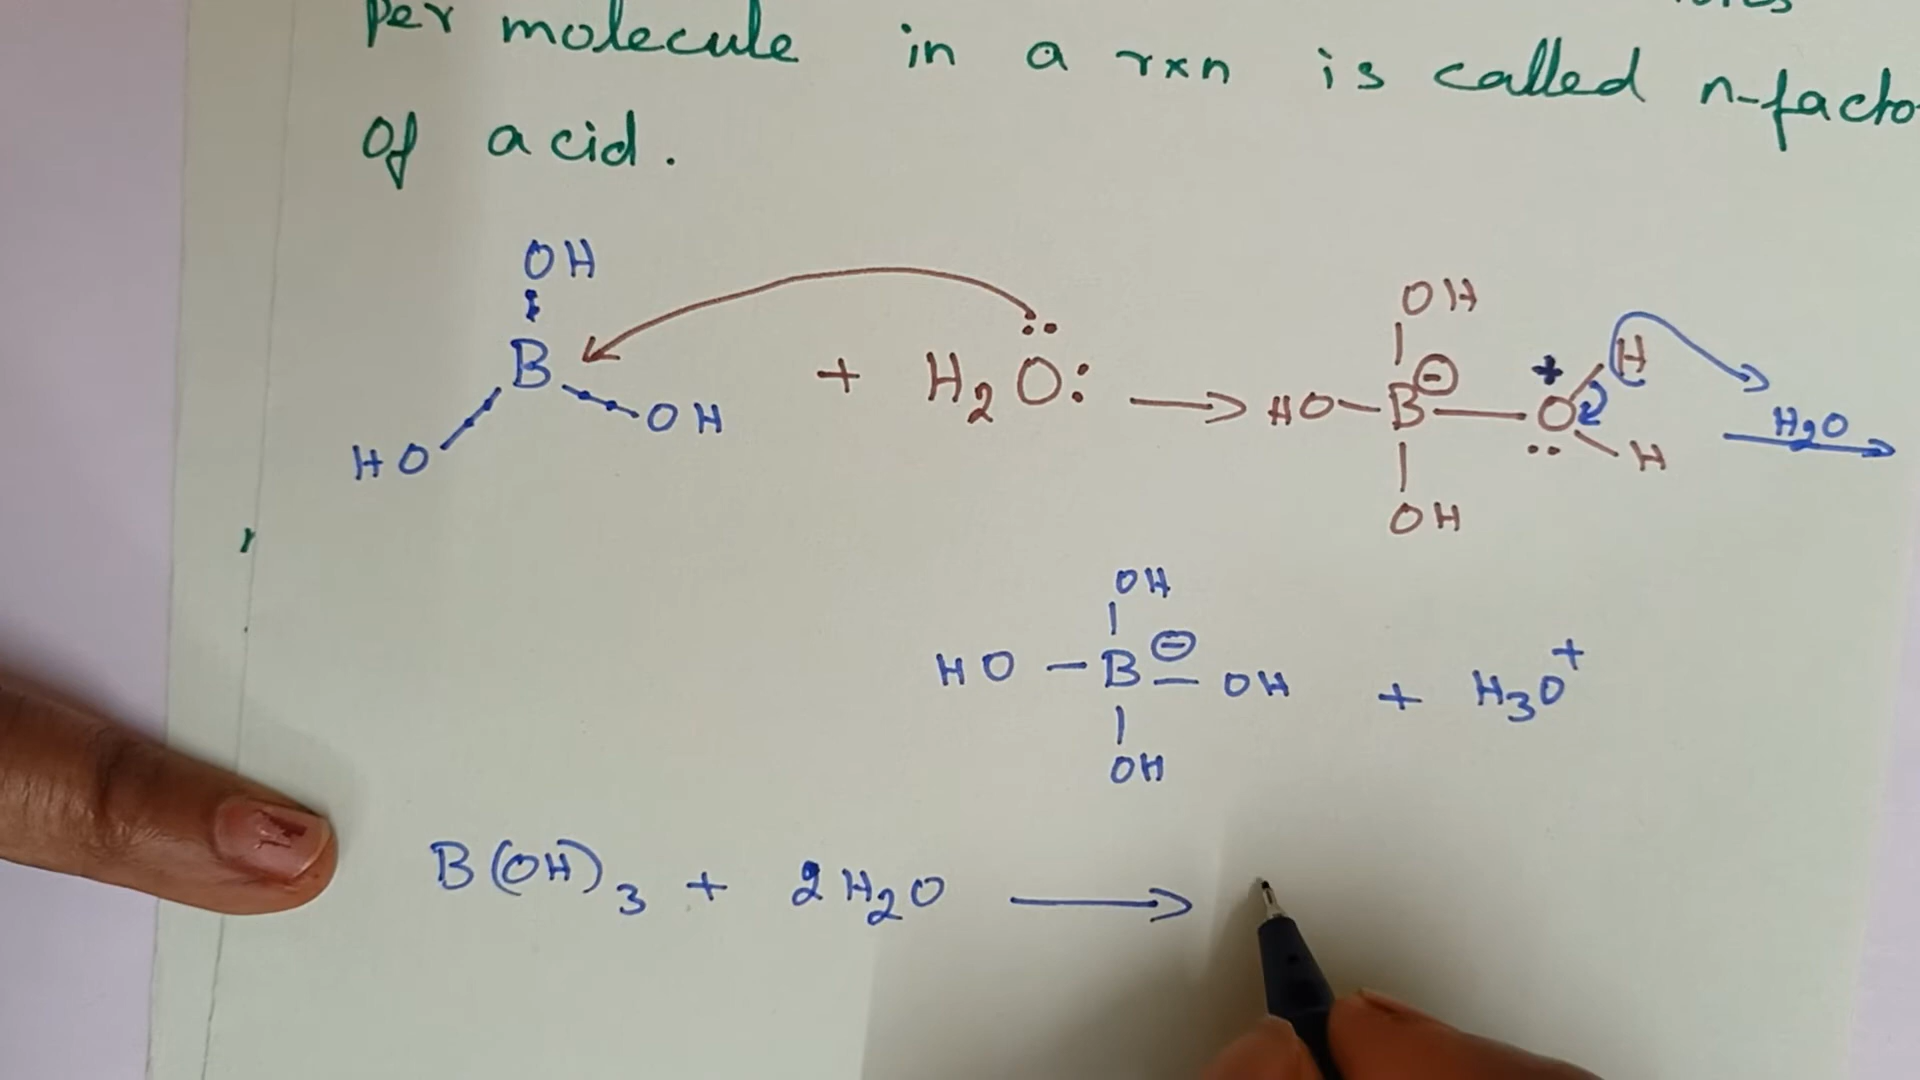 per molecule in a rxn is called n-facto
of acid.
OH
B
HO
OH
+ H2O: ⟶
OH
HO-B⊖-O+
H
H
OH
H2O
OH
HO-B⊖-OH + H3O+
OH
B(OH)3 + 2H2O ⟶